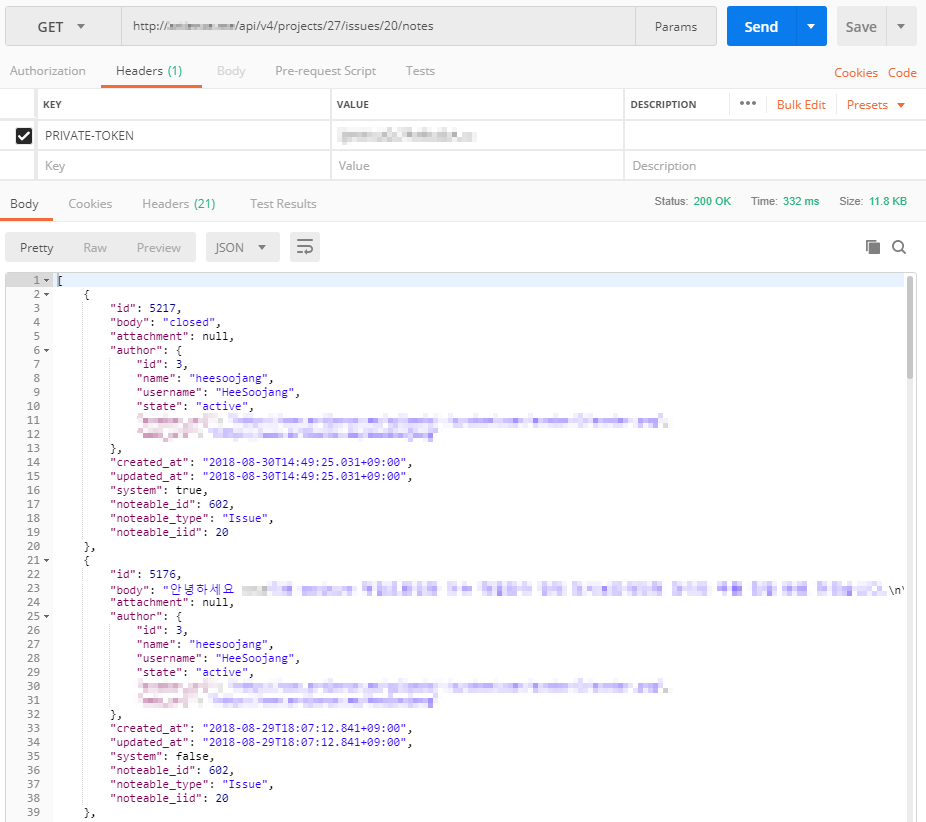 GET http:// /api/v4/projects/27/issues/20/notes Params Send Save
Authorization Headers (1) Body Pre-request Script Tests Cookies Code
KEY VALUE DESCRIPTION ••• Bulk Edit Presets
PRIVATE-TOKEN
Key Value Description
Body Cookies Headers (21) Test Results Status: 200 OK Time: 332 ms Size: 11.8 KB
Pretty Raw Preview JSON
1 [
2 {
3 "id": 5217,
4 "body": "closed",
5 "attachment": null,
6 "author": {
7 "id": 3,
8 "name": "heesoojang",
9 "username": "HeeSoojang",
10 "state": "active",
11
12
13 },
14 "created_at": "2018-08-30T14:49:25.031+09:00",
15 "updated_at": "2018-08-30T14:49:25.031+09:00",
16 "system": true,
17 "noteable_id": 602,
18 "noteable_type": "Issue",
19 "noteable_iid": 20
20 },
21 {
22 "id": 5176,
23 "body": "안녕하세요 \n
24 "attachment": null,
25 "author": {
26 "id": 3,
27 "name": "heesoojang",
28 "username": "HeeSoojang",
29 "state": "active",
30
31
32 },
33 "created_at": "2018-08-29T18:07:12.841+09:00",
34 "updated_at": "2018-08-29T18:07:12.841+09:00",
35 "system": false,
36 "noteable_id": 602,
37 "noteable_type": "Issue",
38 "noteable_iid": 20
39 },